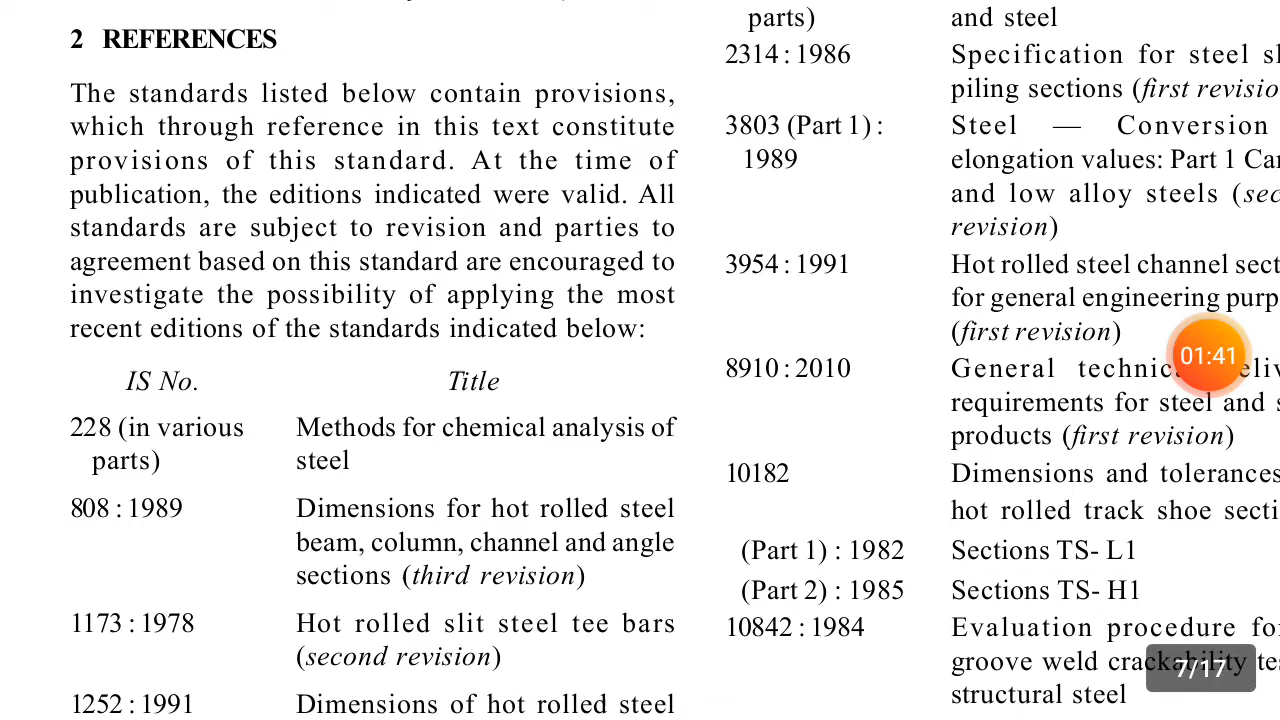 2 REFERENCES
The standards listed below contain provisions,
which through reference in this text constitute
provisions of this standard. At the time of
publication, the editions indicated were valid. All
standards are subject to revision and parties to
agreement based on this standard are encouraged to
investigate the possibility of applying the most
recent editions of the standards indicated below:
IS No. Title
228 (in various Methods for chemical analysis of
parts) steel
808 : 1989 Dimensions for hot rolled steel
beam, column, channel and angle
sections (third revision)
1173 : 1978 Hot rolled slit steel tee bars
(second revision)
1252 : 1991 Dimensions of hot rolled steel
parts) and steel
2314 : 1986 Specification for steel
piling sections (first
3803 (Part 1) : Steel — Conversion
1989 elongation values: Part 1
and low alloy steels
revision)
3954 : 1991 Hot rolled steel channel
for general engineering
(first revision)
8910 : 2010 General
requirements for steel and
products (first revision)
10182 Dimensions and tolerances
hot rolled track shoe
(Part 1) : 1982 Sections TS- L1
(Part 2) : 1985 Sections TS- H1
10842 : 1984 Evaluation procedure
groove weld crackability
structural steel
01:41
7/17